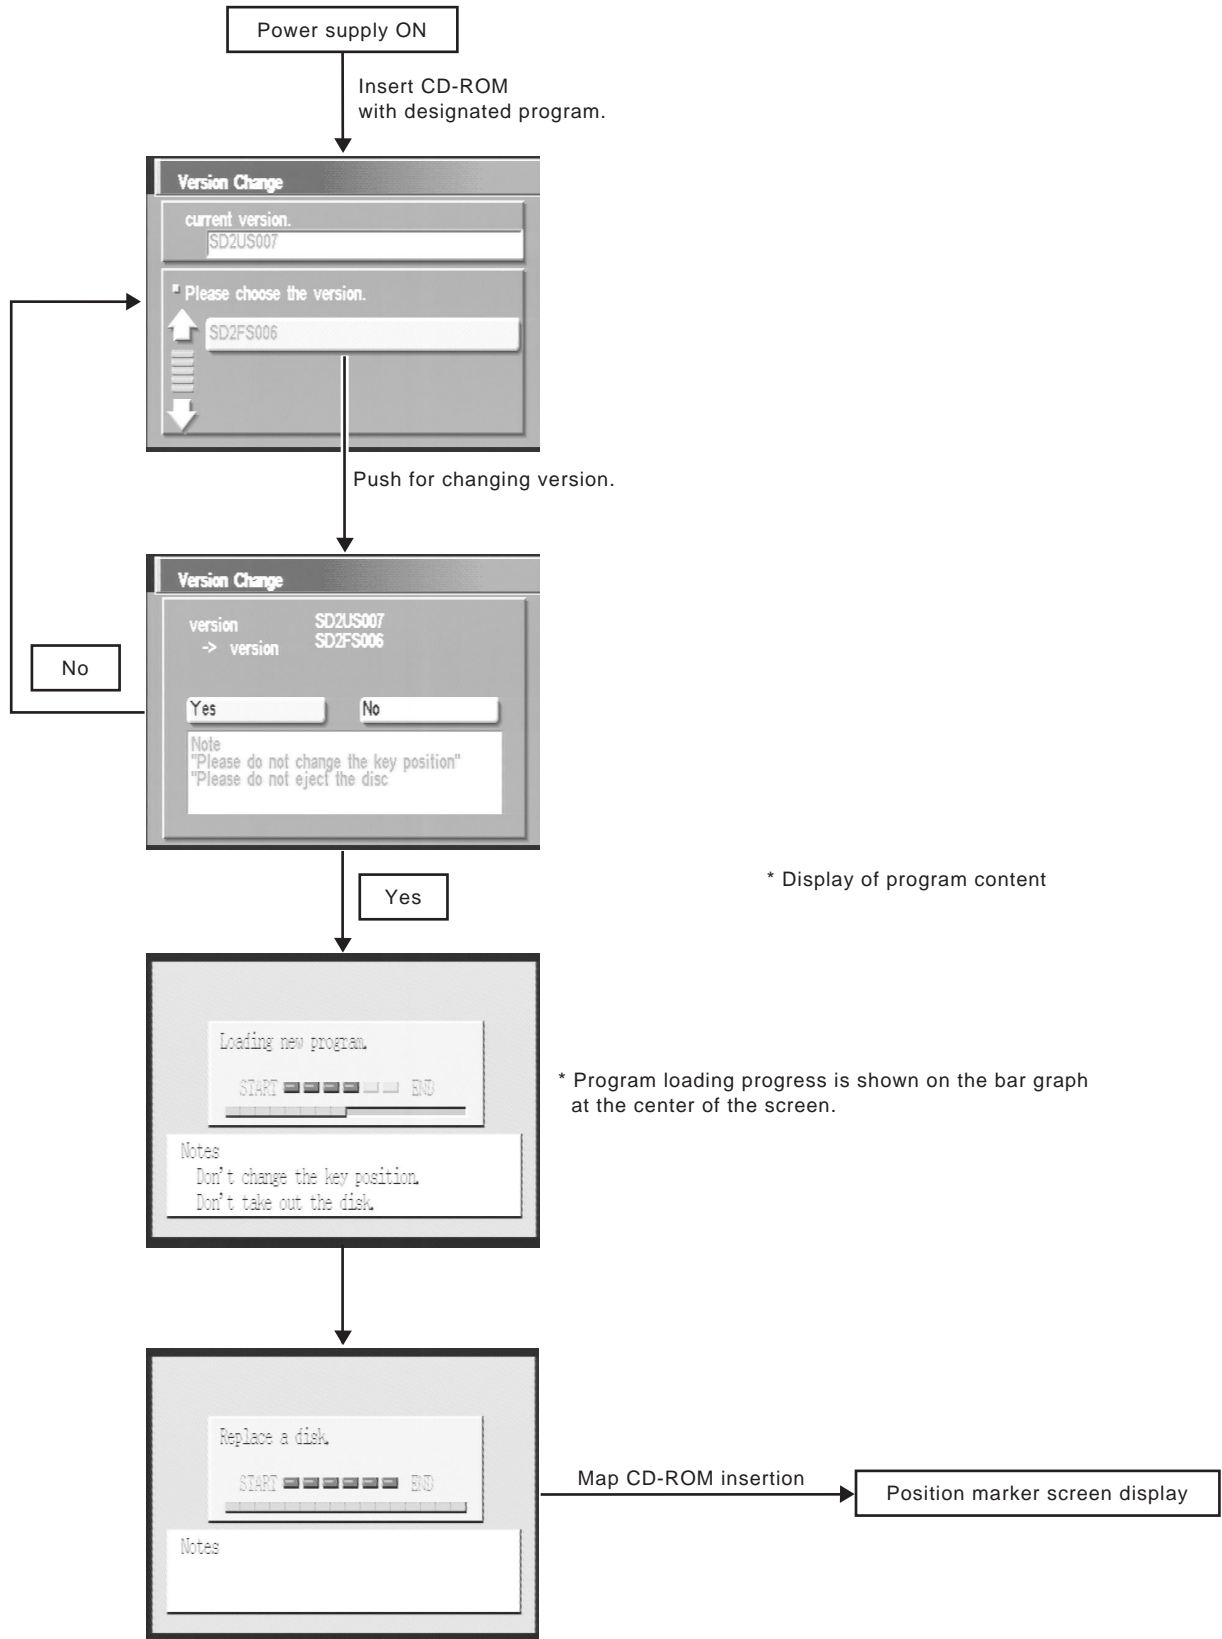 Power supply ON
Insert CD-ROM
with designated program.
Version Change
current version.
SD2US007
Please choose the version.
SD2FS006
Push for changing version.
Version Change
version SD2US007
-> version SD2FS006
No
Yes No
Note
"Please do not change the key position"
"Please do not eject the disc
Yes
* Display of program content
Loading new program.
START END
* Program loading progress is shown on the bar graph
at the center of the screen.
Notes
Don't change the key position.
Don't take out the disk.
Replace a disk.
START END
Map CD-ROM insertion
Position marker screen display
Notes